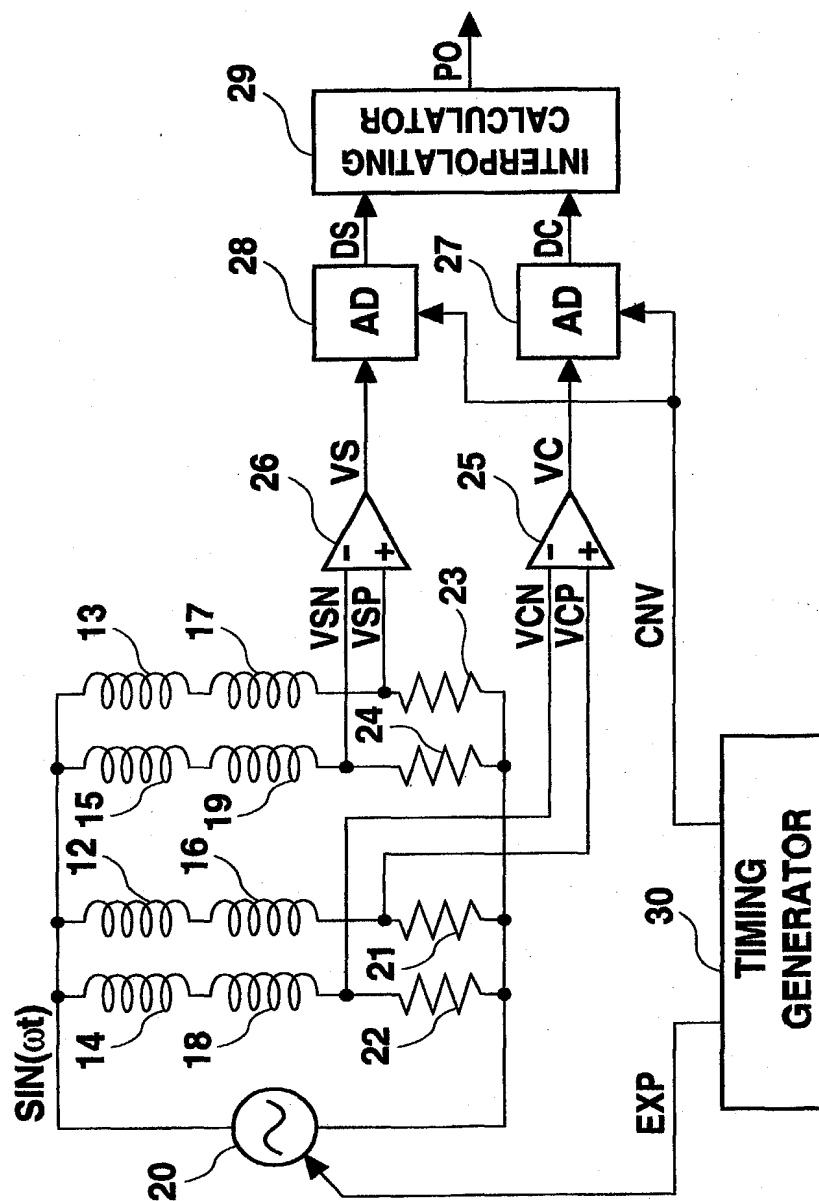 SIN(ωt)
20
14
18
22
12
16
21
15
19
24
13
17
23
VSN
VSP
VCN
VCP
26
-
+
25
-
+
VS
VC
28
AD
27
AD
DS
DC
29
INTERPOLATING
CALCULATOR
PO
EXP
CNV
30
TIMING
GENERATOR